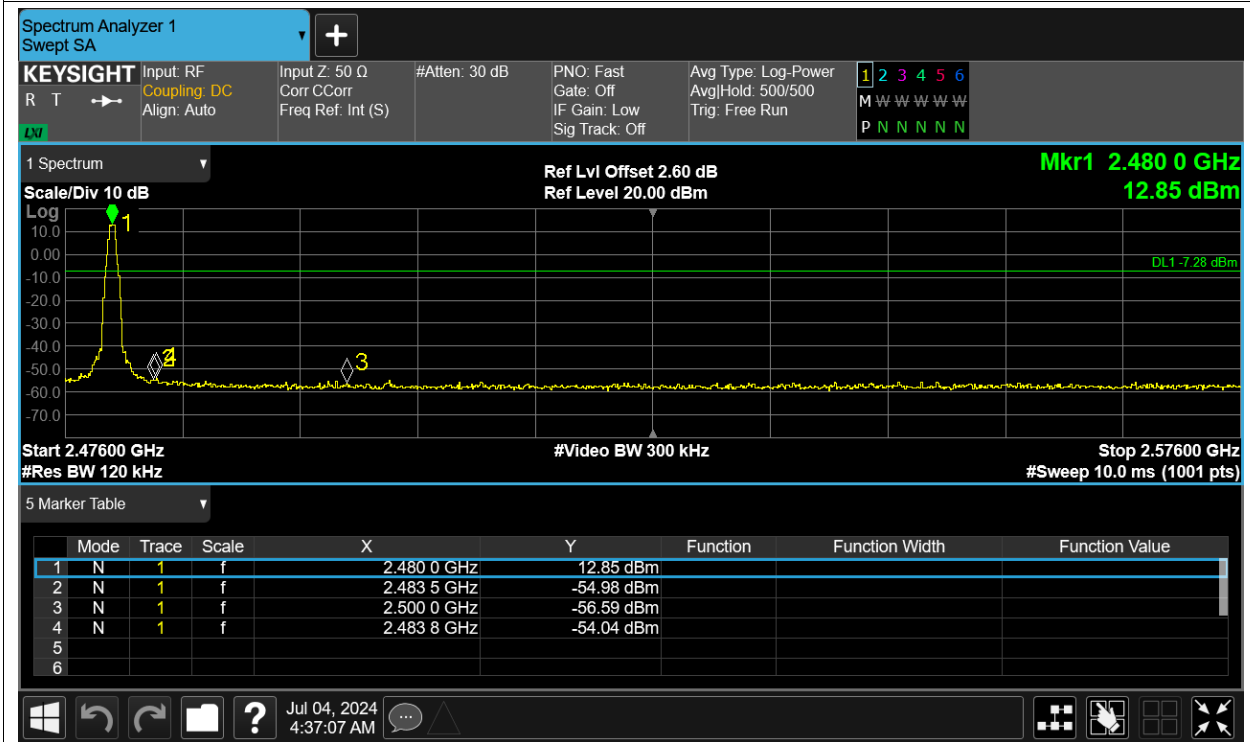 Spectrum Analyzer 1
Swept SA
+
KEYSIGHT Input: RF Input Z: 50 Ω #Atten: 30 dB PNO: Fast Avg Type: Log-Power 1 2 3 4 5 6
R T Coupling: DC Corr CCorr Gate: Off Avg|Hold: 500/500 M W W W W W
Align: Auto Freq Ref: Int (S) IF Gain: Low Trig: Free Run
LXI Sig Track: Off P N N N N N
1 Spectrum Ref Lvl Offset 2.60 dB Mkr1 2.480 0 GHz
Scale/Div 10 dB Ref Level 20.00 dBm 12.85 dBm
Log
1
10.0
0.00
DL1 -7.28 dBm
-10.0
-20.0
-30.0
-40.0
3
-50.0
-60.0
-70.0
Start 2.47600 GHz #Video BW 300 kHz Stop 2.57600 GHz
#Res BW 120 kHz #Sweep 10.0 ms (1001 pts)
5 Marker Table
Mode Trace Scale X Y Function Function Width Function Value
1 N 1 f 2.480 0 GHz 12.85 dBm
2 N 1 f 2.483 5 GHz -54.98 dBm
3 N 1 f 2.500 0 GHz -56.59 dBm
4 N 1 f 2.483 8 GHz -54.04 dBm
5
6
? Jul 04, 2024
4:37:07 AM